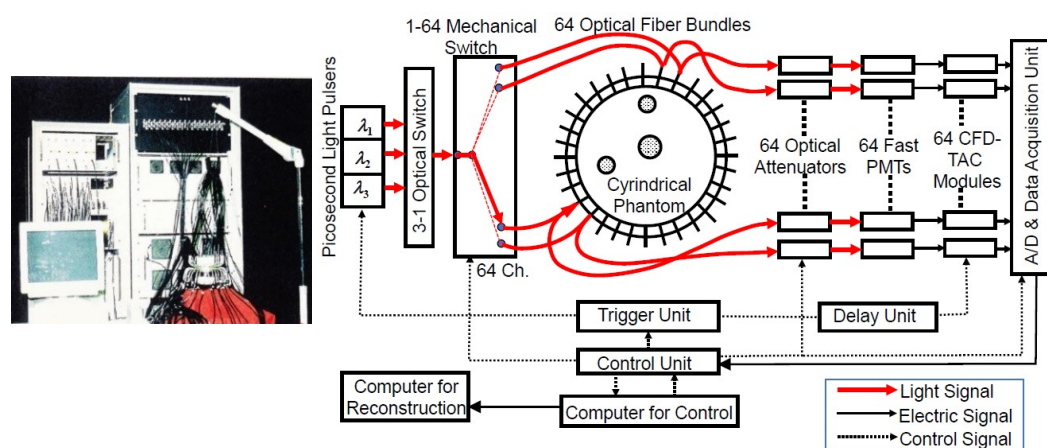 1-64 Mechanical
Switch
64 Optical Fiber Bundles
Picosecond Light Pulsers
λ1
λ2
λ3
3-1 Optical Switch
64 Ch.
Cyrindrical
Phantom
64 Optical
Attenuators
64 Fast
PMTs
64 CFD-
TAC
Modules
A/D & Data Acquisition Unit
Trigger Unit
Delay Unit
Control Unit
Computer for
Reconstruction
Computer for Control
Light Signal
Electric Signal
Control Signal